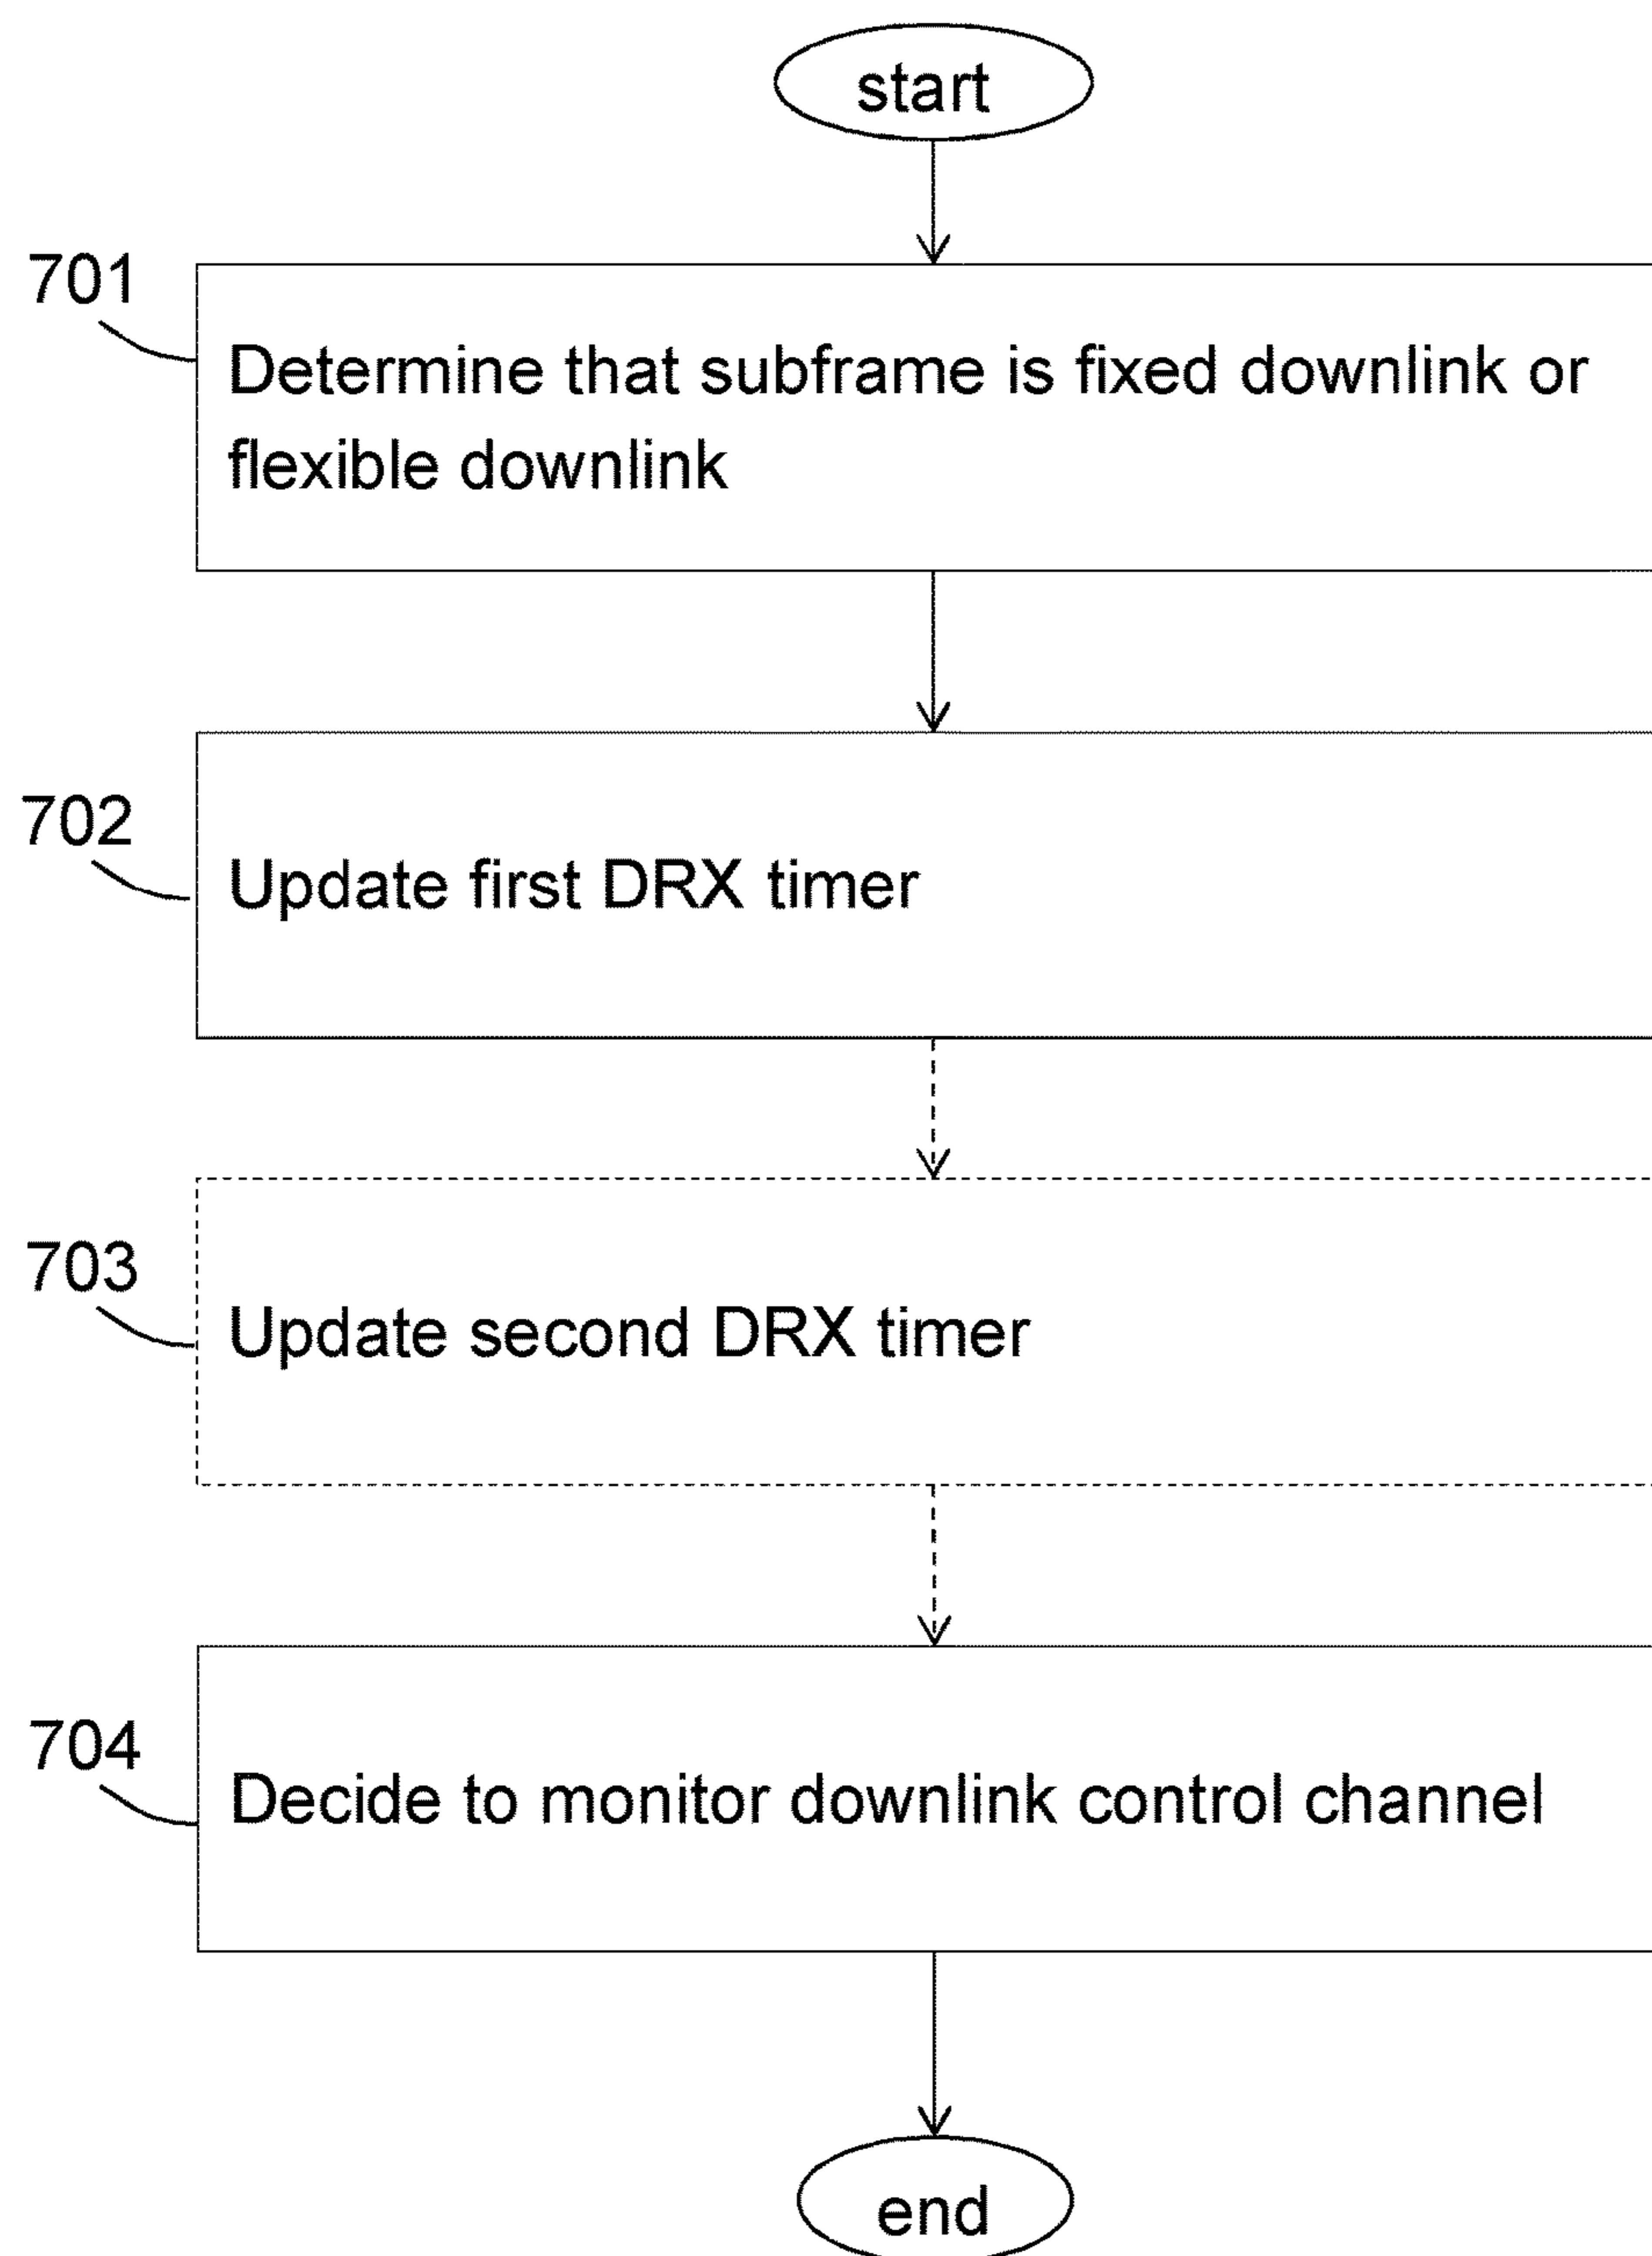 start
701
Determine that subframe is fixed downlink or
flexible downlink
702
Update first DRX timer
703
Update second DRX timer
704
Decide to monitor downlink control channel
end